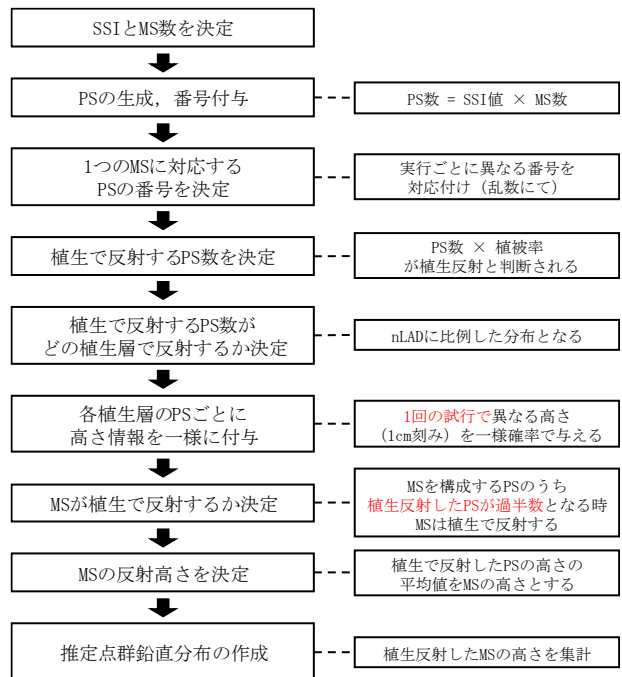 SSIとMS数を決定
PSの生成，番号付与
PS数 = SSI値 × MS数
1つのMSに対応する
PSの番号を決定
実行ごとに異なる番号を
対応付け（乱数にて）
植生で反射するPS数を決定
PS数 × 植被率
が植生反射と判断される
植生で反射するPS数が
どの植生層で反射するか決定
nLADに比例した分布となる
各植生層のPSごとに
高さ情報を一様に付与
1回の試行で異なる高さ
（1cm刻み）を一様確率で与える
MSが植生で反射するか決定
MSを構成するPSのうち
植生反射したPSが過半数となる時
MSは植生で反射する
MSの反射高さを決定
植生で反射したPSの高さの
平均値をMSの高さとする
推定点群鉛直分布の作成
植生反射したMSの高さを集計